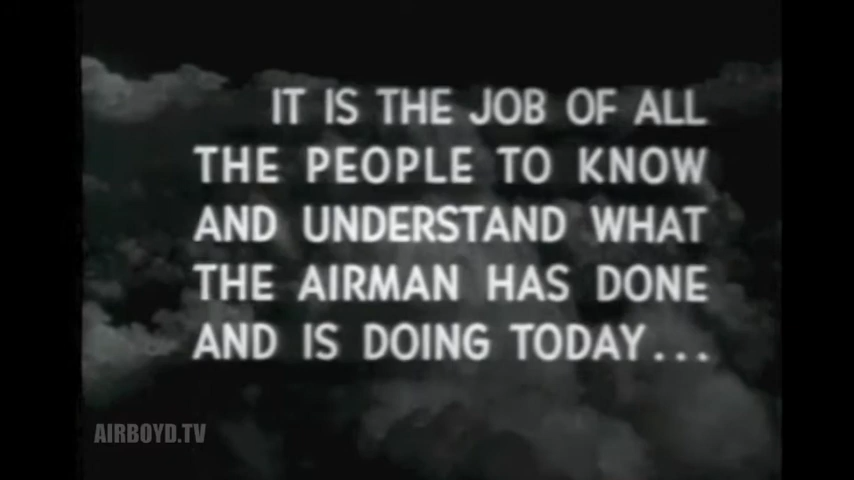 IT IS THE JOB OF ALL
THE PEOPLE TO KNOW
AND UNDERSTAND WHAT
THE AIRMAN HAS DONE
AND IS DOING TODAY...
AIRBOYD.TV